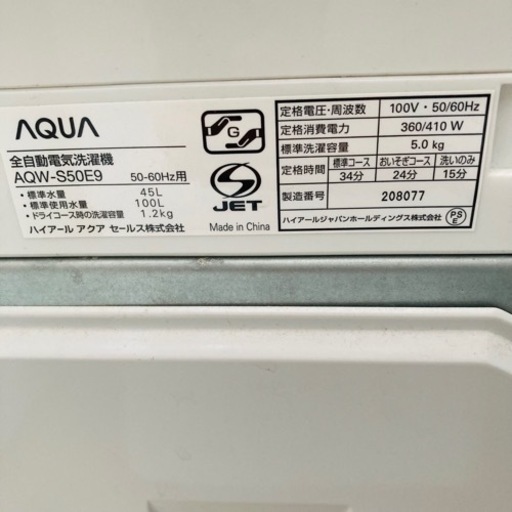 AQUA
全自動電気洗濯機
AQW-S50E9 50-60Hz用
・標準水量 45L
・標準使用水量 100L
・ドライコース時の洗濯容量 1.2kg
ハイアール アクア セールス株式会社
G
S
JET
Made in China
定格電圧・周波数 100V・50/60Hz
定格消費電力 360/410 W
標準洗濯容量 5.0 kg
定格時間 標準コース おいそぎコース 洗いのみ
34分 24分 15分
製造番号 208077
ハイアールジャパンホールディングス株式会社
PS
E